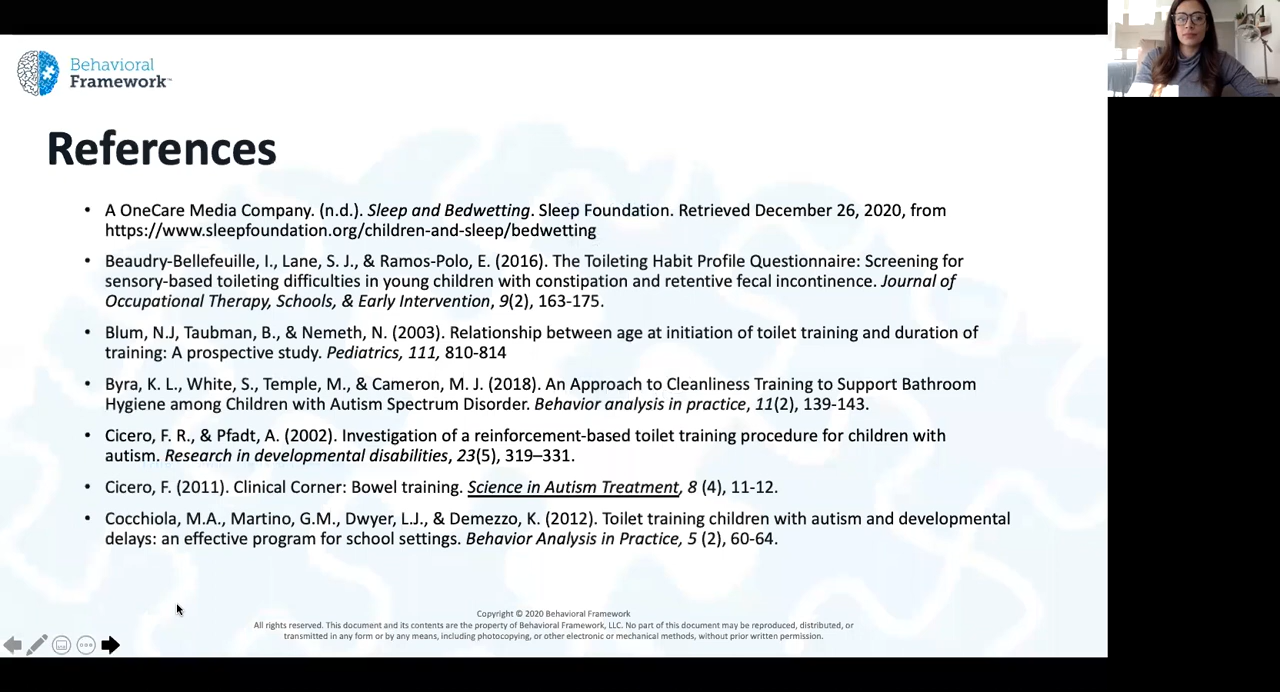 Behavioral
Framework™
References
• A OneCare Media Company. (n.d.). Sleep and Bedwetting. Sleep Foundation. Retrieved December 26, 2020, from
https://www.sleepfoundation.org/children-and-sleep/bedwetting
• Beaudry-Bellefeuille, I., Lane, S. J., & Ramos-Polo, E. (2016). The Toileting Habit Profile Questionnaire: Screening for
sensory-based toileting difficulties in young children with constipation and retentive fecal incontinence. Journal of
Occupational Therapy, Schools, & Early Intervention, 9(2), 163-175.
• Blum, N.J, Taubman, B., & Nemeth, N. (2003). Relationship between age at initiation of toilet training and duration of
training: A prospective study. Pediatrics, 111, 810-814
• Byra, K. L., White, S., Temple, M., & Cameron, M. J. (2018). An Approach to Cleanliness Training to Support Bathroom
Hygiene among Children with Autism Spectrum Disorder. Behavior analysis in practice, 11(2), 139-143.
• Cicero, F. R., & Pfadt, A. (2002). Investigation of a reinforcement-based toilet training procedure for children with
autism. Research in developmental disabilities, 23(5), 319–331.
• Cicero, F. (2011). Clinical Corner: Bowel training. Science in Autism Treatment, 8 (4), 11-12.
• Cocchiola, M.A., Martino, G.M., Dwyer, L.J., & Demezzo, K. (2012). Toilet training children with autism and developmental
delays: an effective program for school settings. Behavior Analysis in Practice, 5 (2), 60-64.
Copyright © 2020 Behavioral Framework
All rights reserved. This document and its contents are the property of Behavioral Framework, LLC. No part of this document may be reproduced, distributed, or
transmitted in any form or by any means, including photocopying, or other electronic or mechanical methods, without prior written permission.